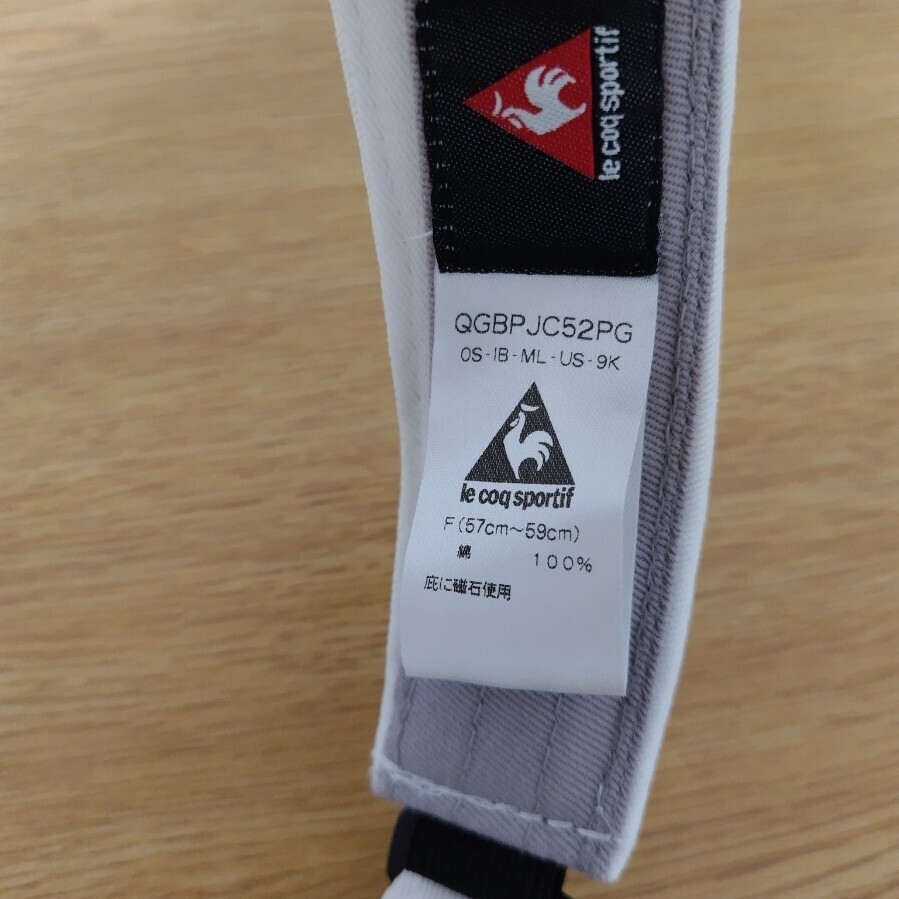 le coq sportif
QGBPJC52PG
OS-IB-ML-US-9K
le coq sportif
F(57cm~59cm)
綿 100%
庇に磁石使用